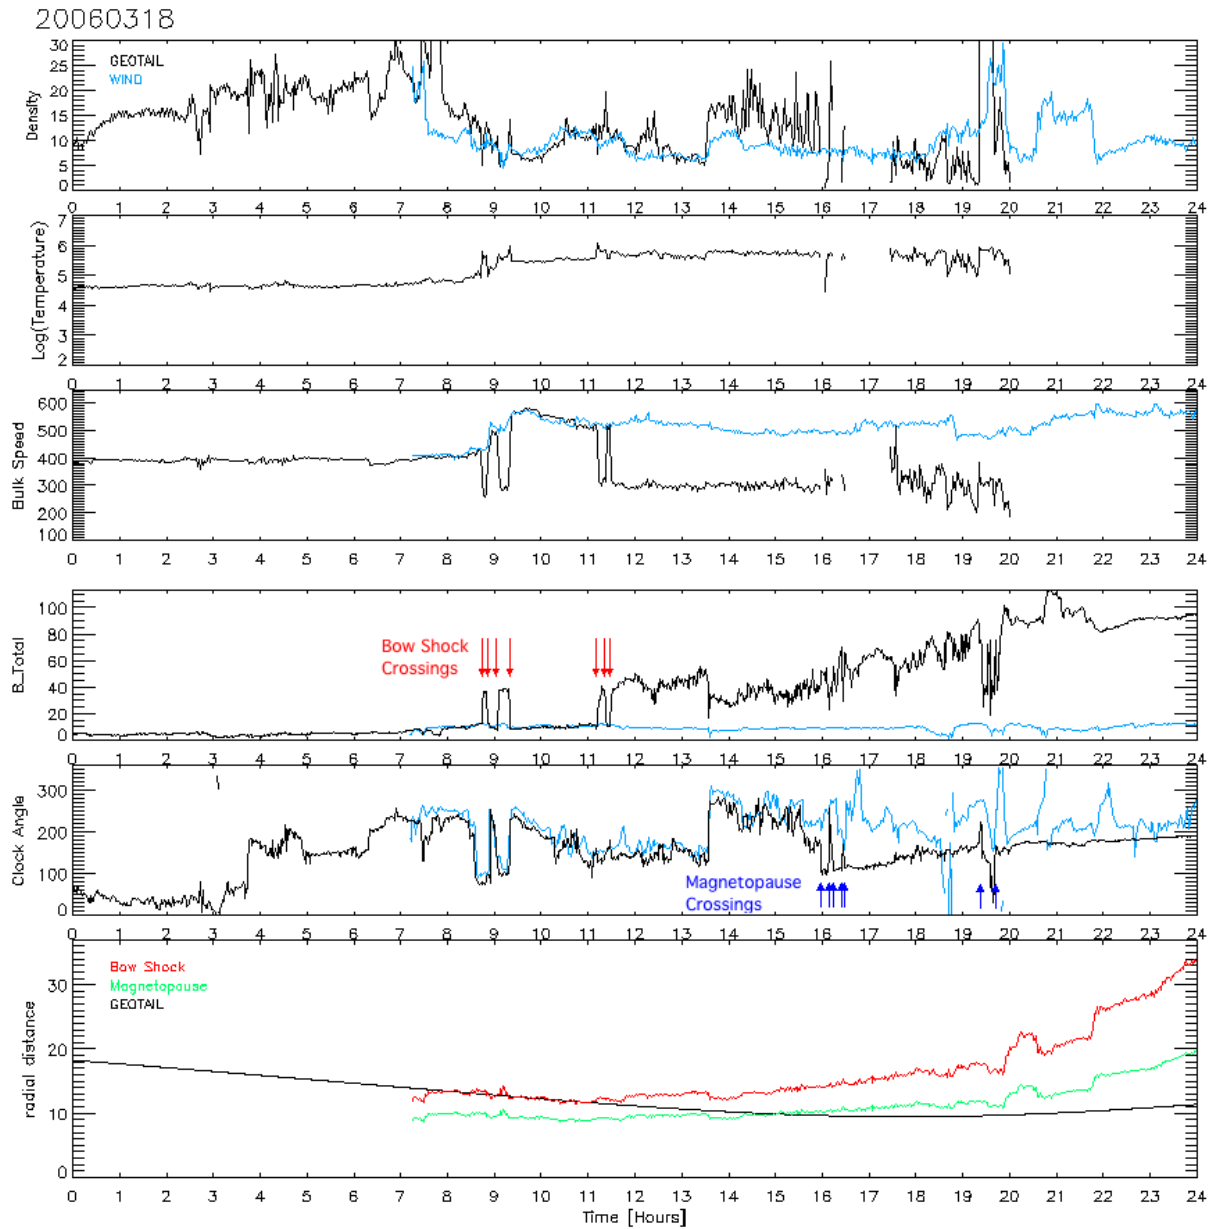 20060318
30
25
20
15
10
5
0
Density
GEOTAIL
WIND
0 1 2 3 4 5 6 7 8 9 10 11 12 13 14 15 16 17 18 19 20 21 22 23 24
7
6
5
4
3
2
Log(Temperature)
0 1 2 3 4 5 6 7 8 9 10 11 12 13 14 15 16 17 18 19 20 21 22 23 24
600
500
400
300
200
100
Bulk Speed
0 1 2 3 4 5 6 7 8 9 10 11 12 13 14 15 16 17 18 19 20 21 22 23 24
100
80
60
40
20
0
B_Total
Bow Shock
Crossings
0 1 2 3 4 5 6 7 8 9 10 11 12 13 14 15 16 17 18 19 20 21 22 23 24
300
200
100
0
Clock Angle
Magnetopause
Crossings
0 1 2 3 4 5 6 7 8 9 10 11 12 13 14 15 16 17 18 19 20 21 22 23 24
30
20
10
0
radial distance
Bow Shock
Magnetopause
GEOTAIL
0 1 2 3 4 5 6 7 8 9 10 11 12 13 14 15 16 17 18 19 20 21 22 23 24
Time [Hours]